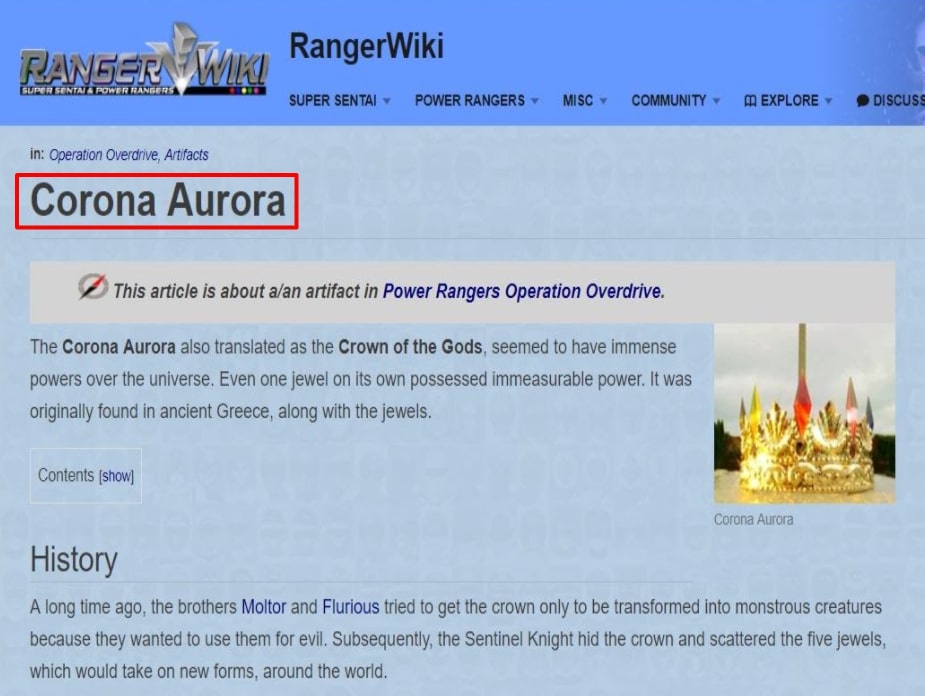 RANGER WIKI
SUPER SENTAI & POWER RANGERS
RangerWiki
SUPER SENTAI POWER RANGERS MISC COMMUNITY EXPLORE DISCUSS
in: Operation Overdrive, Artifacts
Corona Aurora
This article is about a/an artifact in Power Rangers Operation Overdrive.
The Corona Aurora also translated as the Crown of the Gods, seemed to have immense
powers over the universe. Even one jewel on its own possessed immeasurable power. It was
originally found in ancient Greece, along with the jewels.
Contents [show]
Corona Aurora
History
A long time ago, the brothers Moltor and Flurious tried to get the crown only to be transformed into monstrous creatures
because they wanted to use them for evil. Subsequently, the Sentinel Knight hid the crown and scattered the five jewels,
which would take on new forms, around the world.